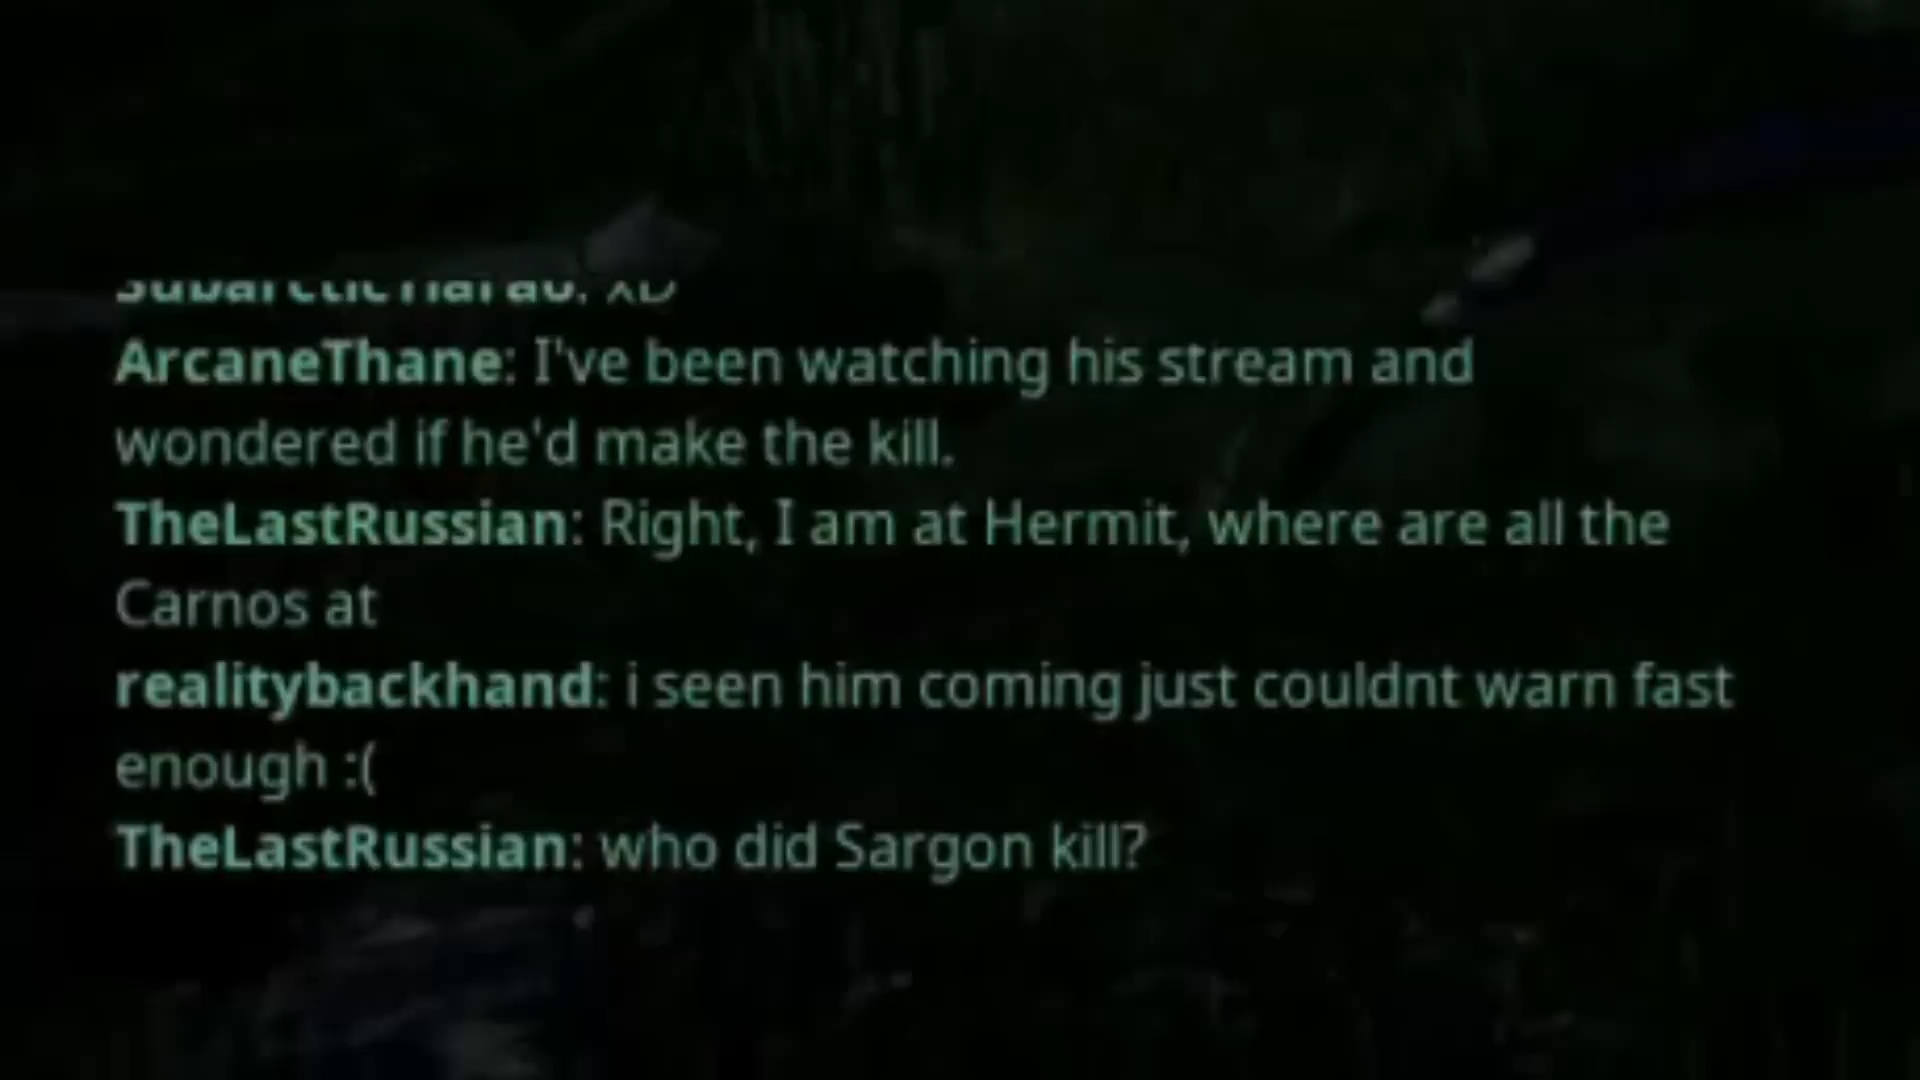 xD
ArcaneThane: I've been watching his stream and
wondered if he'd make the kill.
TheLastRussian: Right, I am at Hermit, where are all the
Carnos at
realitybackhand: i seen him coming just couldnt warn fast
enough :(
TheLastRussian: who did Sargon kill?